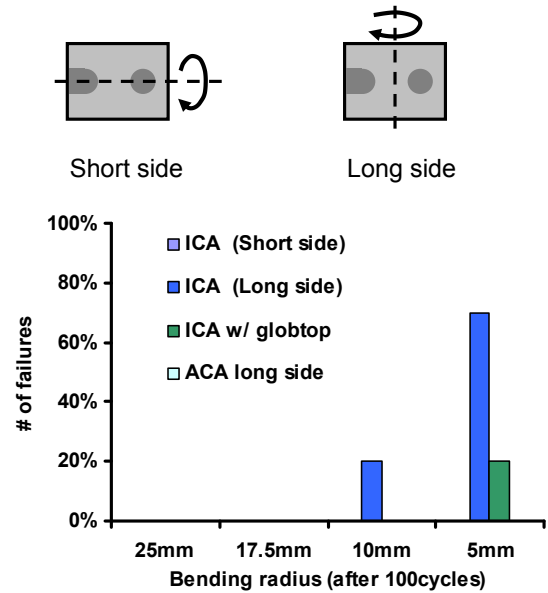 Short side
Long side
100%
80%
60%
40%
20%
0%
# of failures
ICA (Short side)
ICA (Long side)
ICA w/ globtop
ACA long side
25mm
17.5mm
10mm
5mm
Bending radius (after 100cycles)